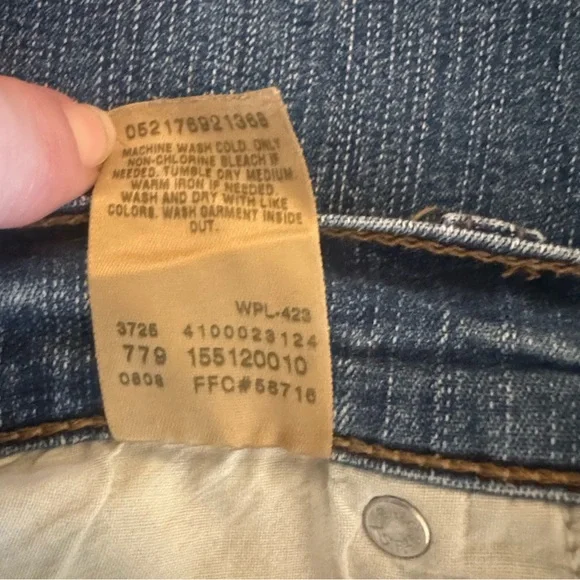 052176921368
MACHINE WASH COLD. ONLY
NON-CHLORINE BLEACH IF
NEEDED. TUMBLE DRY MEDIUM.
WARM IRON IF NEEDED.
WASH AND DRY WITH LIKE
COLORS. WASH GARMENT INSIDE
OUT.
WPL-423
3725 4100023124
779 155120010
0808 FFC#58716